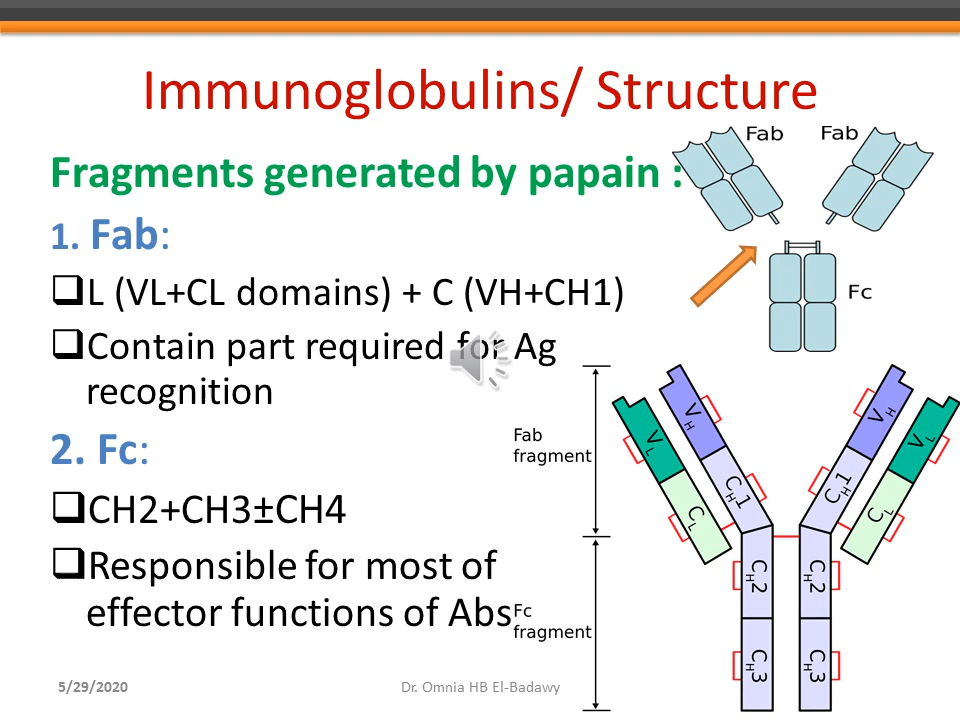 Immunoglobulins/ Structure
Fragments generated by papain :
1. Fab:
❑L (VL+CL domains) + C (VH+CH1)
❑Contain part required for Ag
recognition
2. Fc:
❑CH2+CH3±CH4
❑Responsible for most of
effector functions of Abs
Fab Fab
Fc
Fab
fragment
Fc
fragment
VL VH VH VL
CL CH1 CH1 CL
CH2 CH2
CH3 CH3
5/29/2020 Dr. Omnia HB El-Badawy